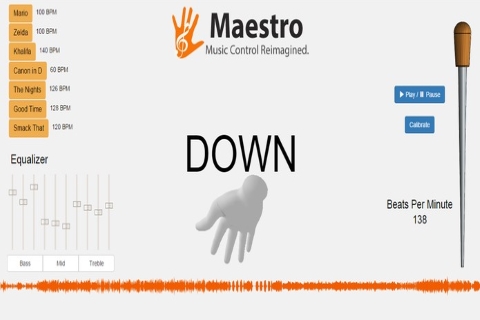 Mario 100 BPM
Zelda 100 BPM
Khalifa 140 BPM
Canon in D 60 BPM
The Nights 126 BPM
Good Time 128 BPM
Smack That 120 BPM
Maestro
Music Control Reimagined.
Play / Pause
Calibrate
DOWN
Equalizer
Bass Mid Treble
Beats Per Minute
138